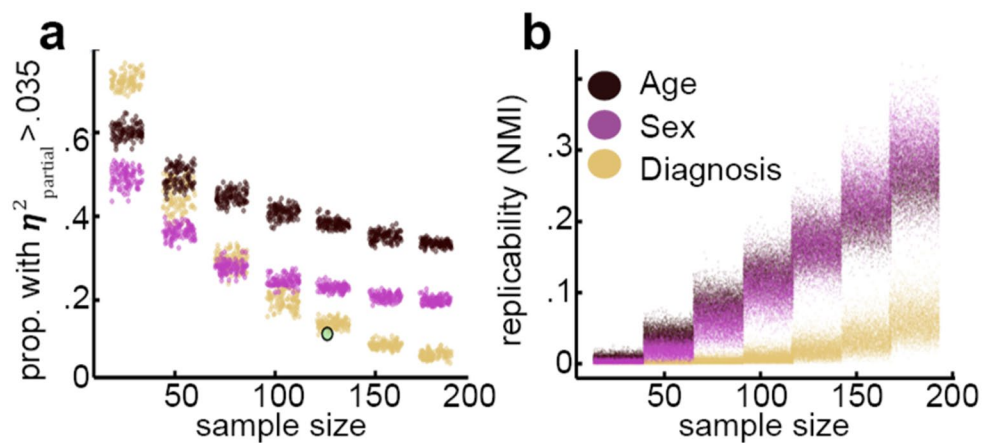 a
prop. with η²partial >.035
.6
.4
.2
0
50
100
150
200
sample size
b
replicability (NMI)
.3
.2
.1
0
Age
Sex
Diagnosis
50
100
150
200
sample size